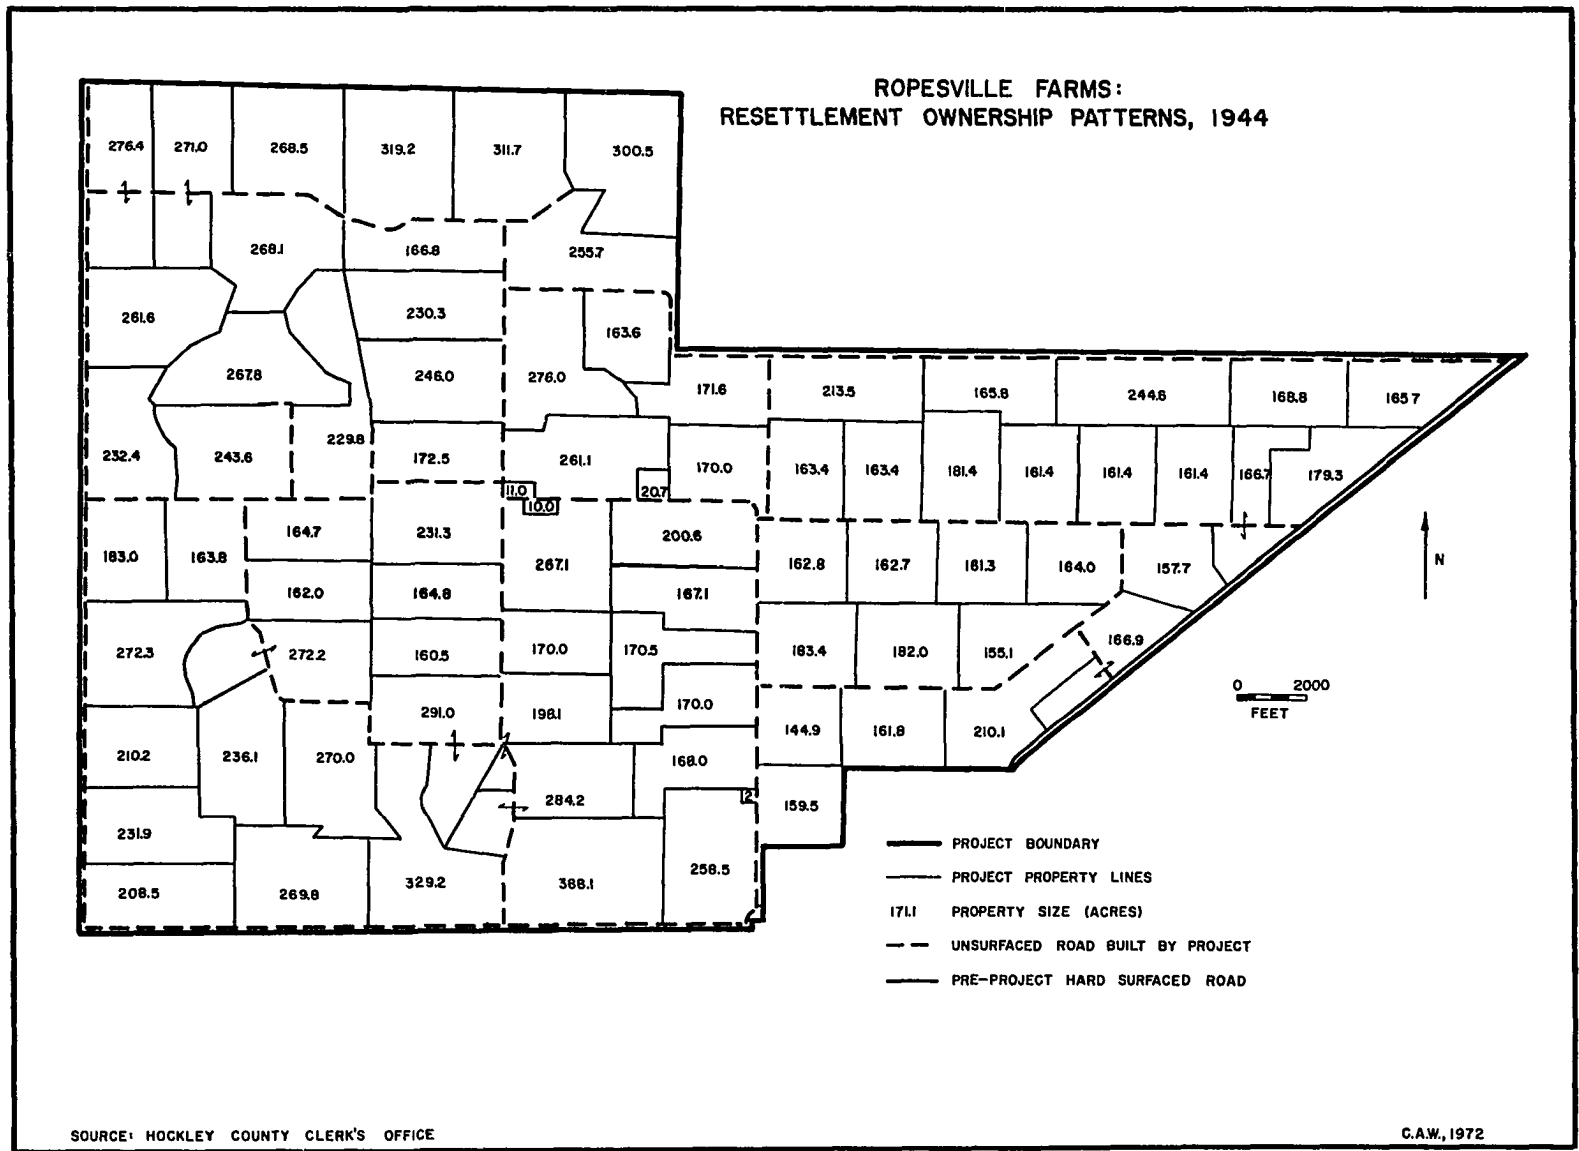 ROPESVILLE FARMS:
RESETTLEMENT OWNERSHIP PATTERNS, 1944
276.4 271.0 268.5 319.2 311.7 300.5
268.1 166.8 255.7
261.6 230.3 163.6
267.8 246.0 276.0 171.6 213.5 165.8 244.6 168.8 165.7
232.4 243.6 229.8 172.5 261.1 170.0 163.4 163.4 181.4 161.4 161.4 161.4 166.7 179.3
11.0 20.7
10.0
183.0 163.8 164.7 231.3 267.1 200.6 162.8 162.7 161.3 164.0 157.7
N
162.0 164.8 167.1
272.3 272.2 160.5 170.0 170.5 183.4 182.0 155.1 166.9
0 2000
FEET
291.0 198.1 170.0 144.9 161.8 210.1
210.2 236.1 270.0 168.0
284.2 2 159.5
231.9
208.5 269.8 329.2 388.1 258.5
PROJECT BOUNDARY
PROJECT PROPERTY LINES
171.1 PROPERTY SIZE (ACRES)
UNSURFACED ROAD BUILT BY PROJECT
PRE-PROJECT HARD SURFACED ROAD
SOURCE: HOCKLEY COUNTY CLERK'S OFFICE
C.A.W., 1972